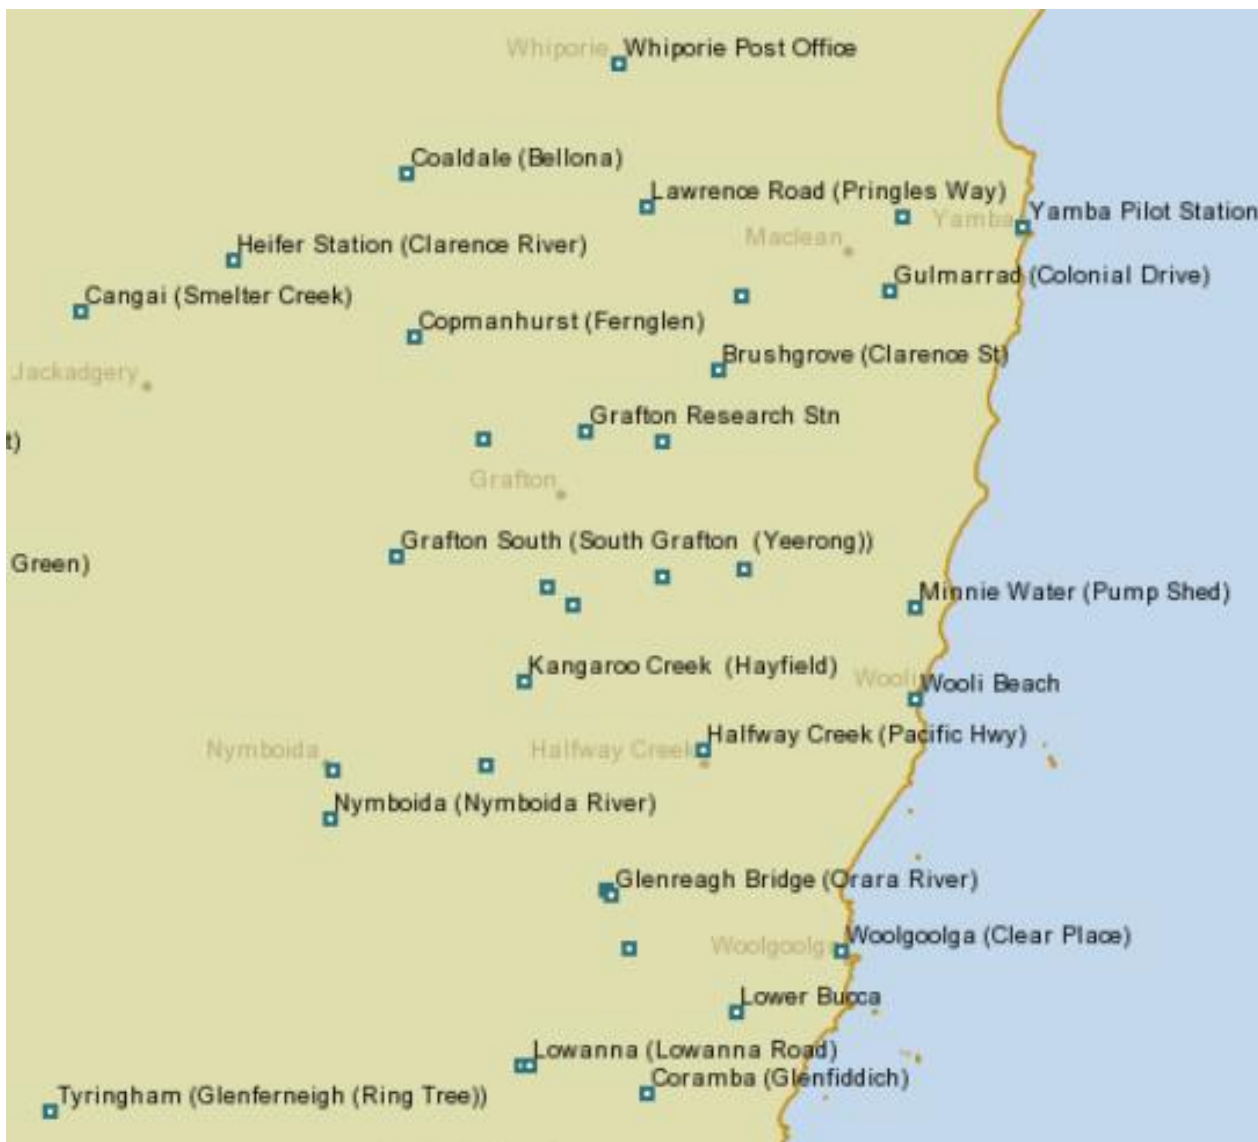 Whiporie
Whiporie Post Office
Coaldale (Bellona)
Lawrence Road (Pringles Way)
Yamba
Yamba Pilot Station
Maclean
Heifer Station (Clarence River)
Gulmarrad (Colonial Drive)
Cangai (Smelter Creek)
Copmanhurst (Fernglen)
Brushgrove (Clarence St)
Jackadgery
Grafton Research Stn
t)
Grafton
Grafton South (South Grafton (Yeerong))
Green)
Minnie Water (Pump Shed)
Kangaroo Creek (Hayfield)
Wooli
Wooli Beach
Nymboida
Halfway Creek
Halfway Creek (Pacific Hwy)
Nymboida (Nymboida River)
Glenreagh Bridge (Orara River)
Woolgoolga
Woolgoolga (Clear Place)
Lower Bucca
Lowanna (Lowanna Road)
Coramba (Glenfiddich)
Tyringham (Glenferneigh (Ring Tree))